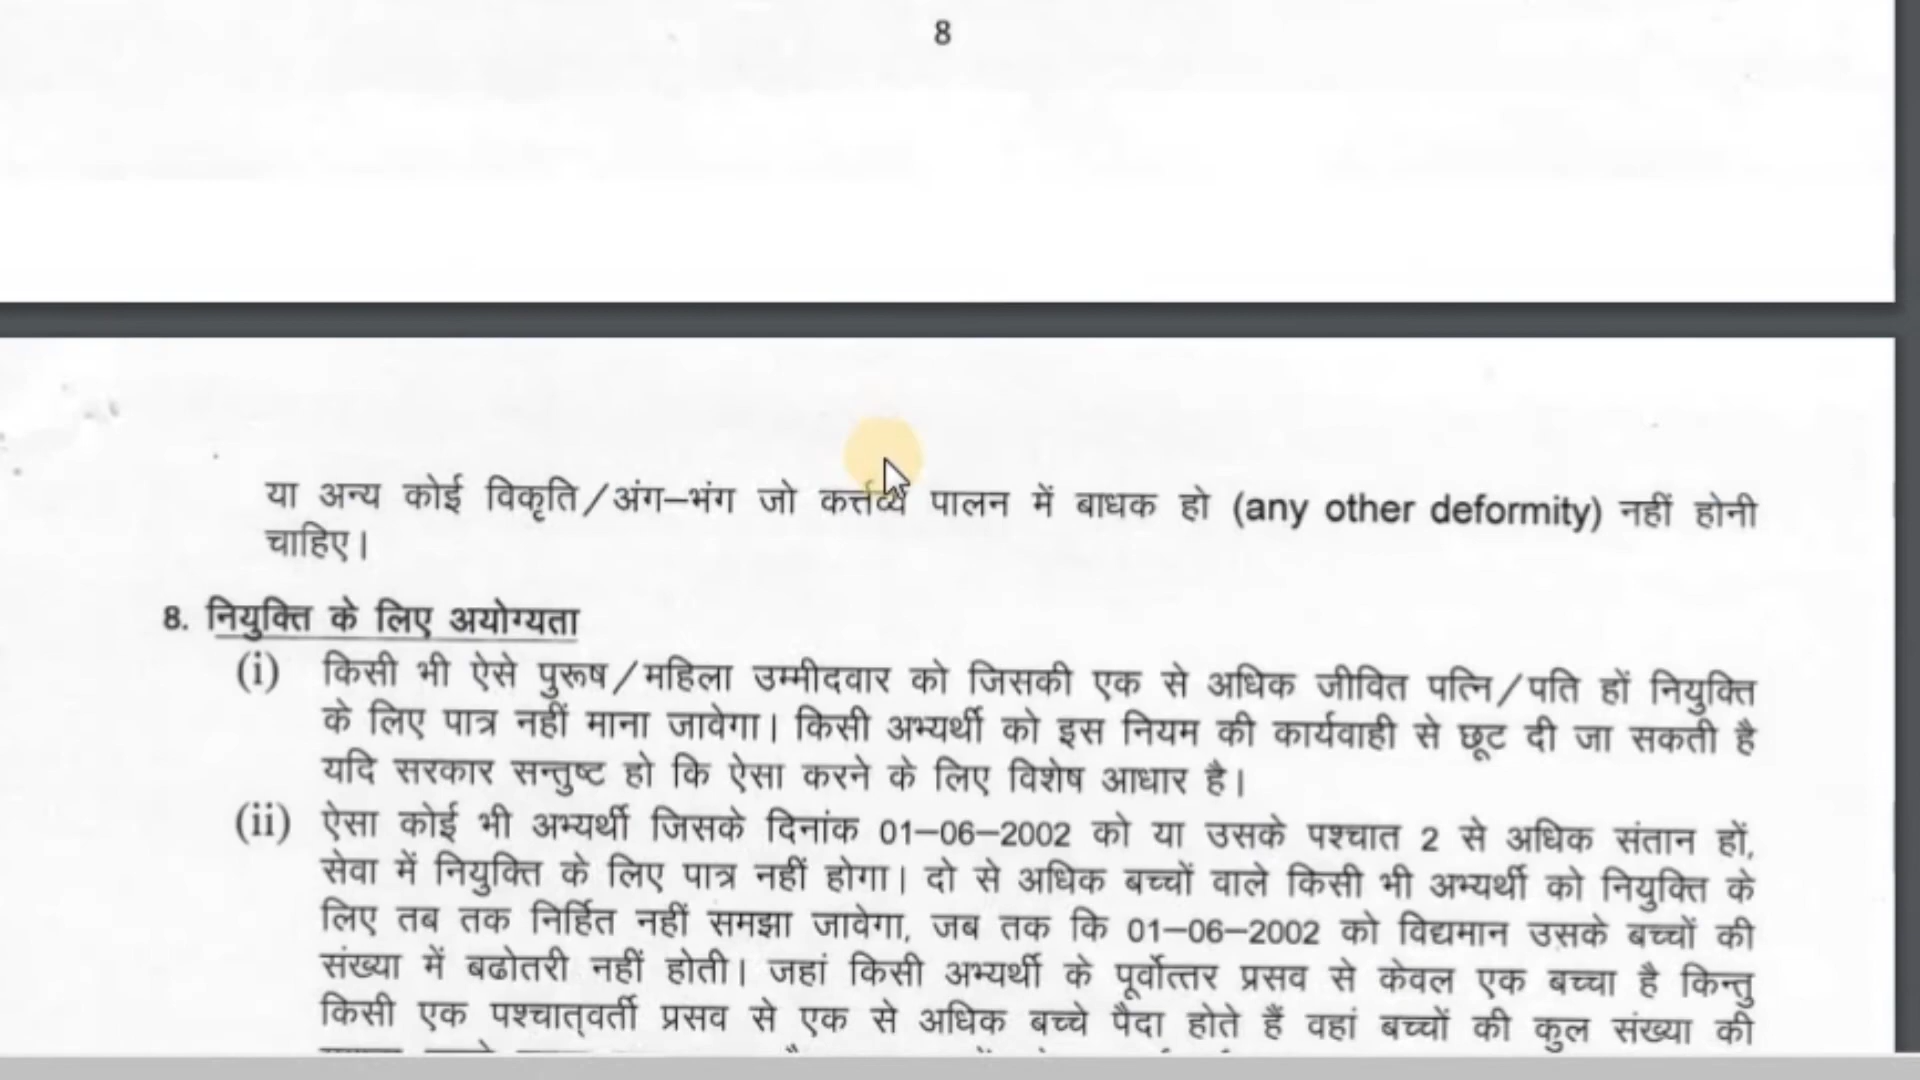 8
या अन्य कोई विकृति/अंग–भंग जो कर्त्तव्य पालन में बाधक हो (any other deformity) नहीं होनी
चाहिए।
8. नियुक्ति के लिए अयोग्यता
(i) किसी भी ऐसे पुरूष/महिला उम्मीदवार को जिसकी एक से अधिक जीवित पत्नि/पति हों नियुक्ति
के लिए पात्र नहीं माना जावेगा। किसी अभ्यर्थी को इस नियम की कार्यवाही से छूट दी जा सकती है
यदि सरकार सन्तुष्ट हो कि ऐसा करने के लिए विशेष आधार है।
(ii) ऐसा कोई भी अभ्यर्थी जिसके दिनांक 01–06–2002 को या उसके पश्चात 2 से अधिक संतान हों,
सेवा में नियुक्ति के लिए पात्र नहीं होगा। दो से अधिक बच्चों वाले किसी भी अभ्यर्थी को नियुक्ति के
लिए तब तक निर्हित नहीं समझा जावेगा, जब तक कि 01–06–2002 को विद्यमान उसके बच्चों की
संख्या में बढोतरी नहीं होती। जहां किसी अभ्यर्थी के पूर्वोत्तर प्रसव से केवल एक बच्चा है किन्तु
किसी एक पश्चात्‌वर्ती प्रसव से एक से अधिक बच्चे पैदा होते हैं वहां बच्चों की कुल संख्या की